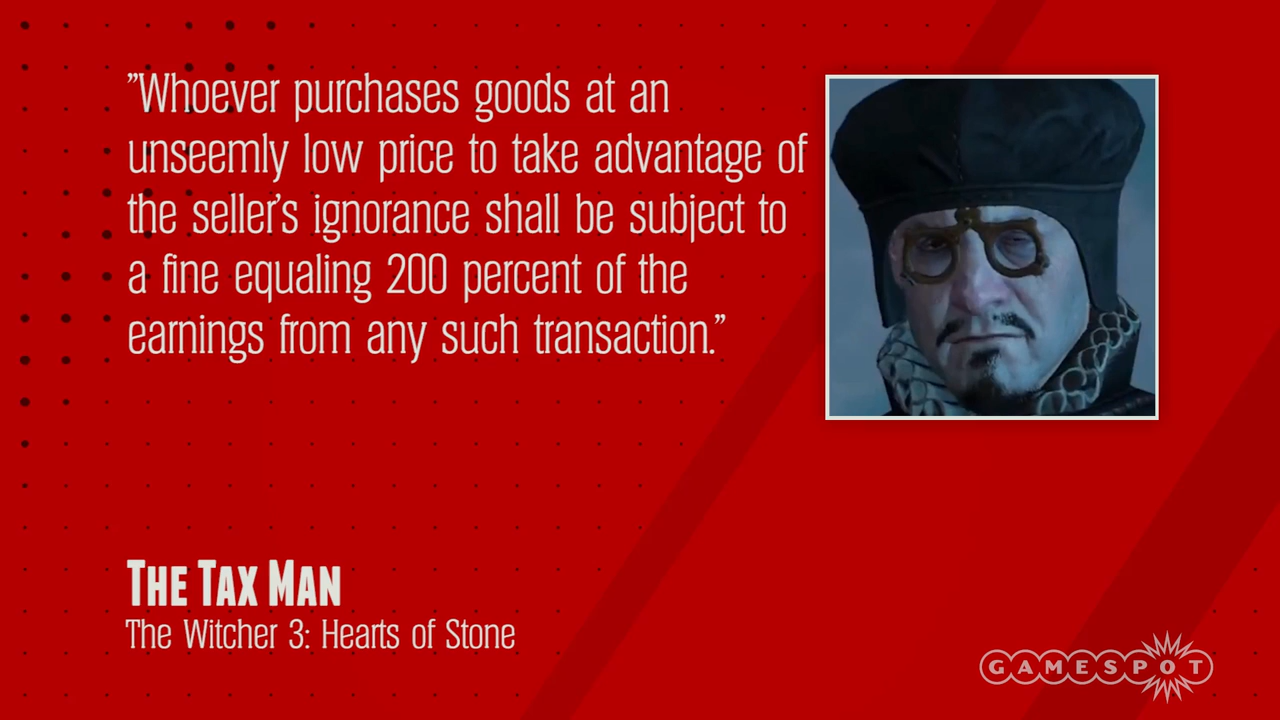 ”Whoever purchases goods at an
unseemly low price to take advantage of
the seller’s ignorance shall be subject to
a fine equaling 200 percent of the
earnings from any such transaction.”
The Tax Man
The Witcher 3: Hearts of Stone
GAMESPOT